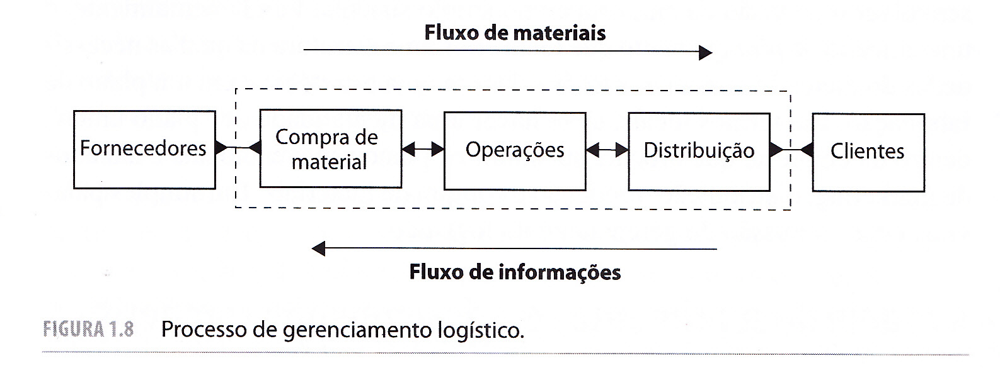 Fluxo de materiais
Fornecedores
Compra de
material
Operações
Distribuição
Clientes
Fluxo de informações
FIGURA 1.8 Processo de gerenciamento logístico.